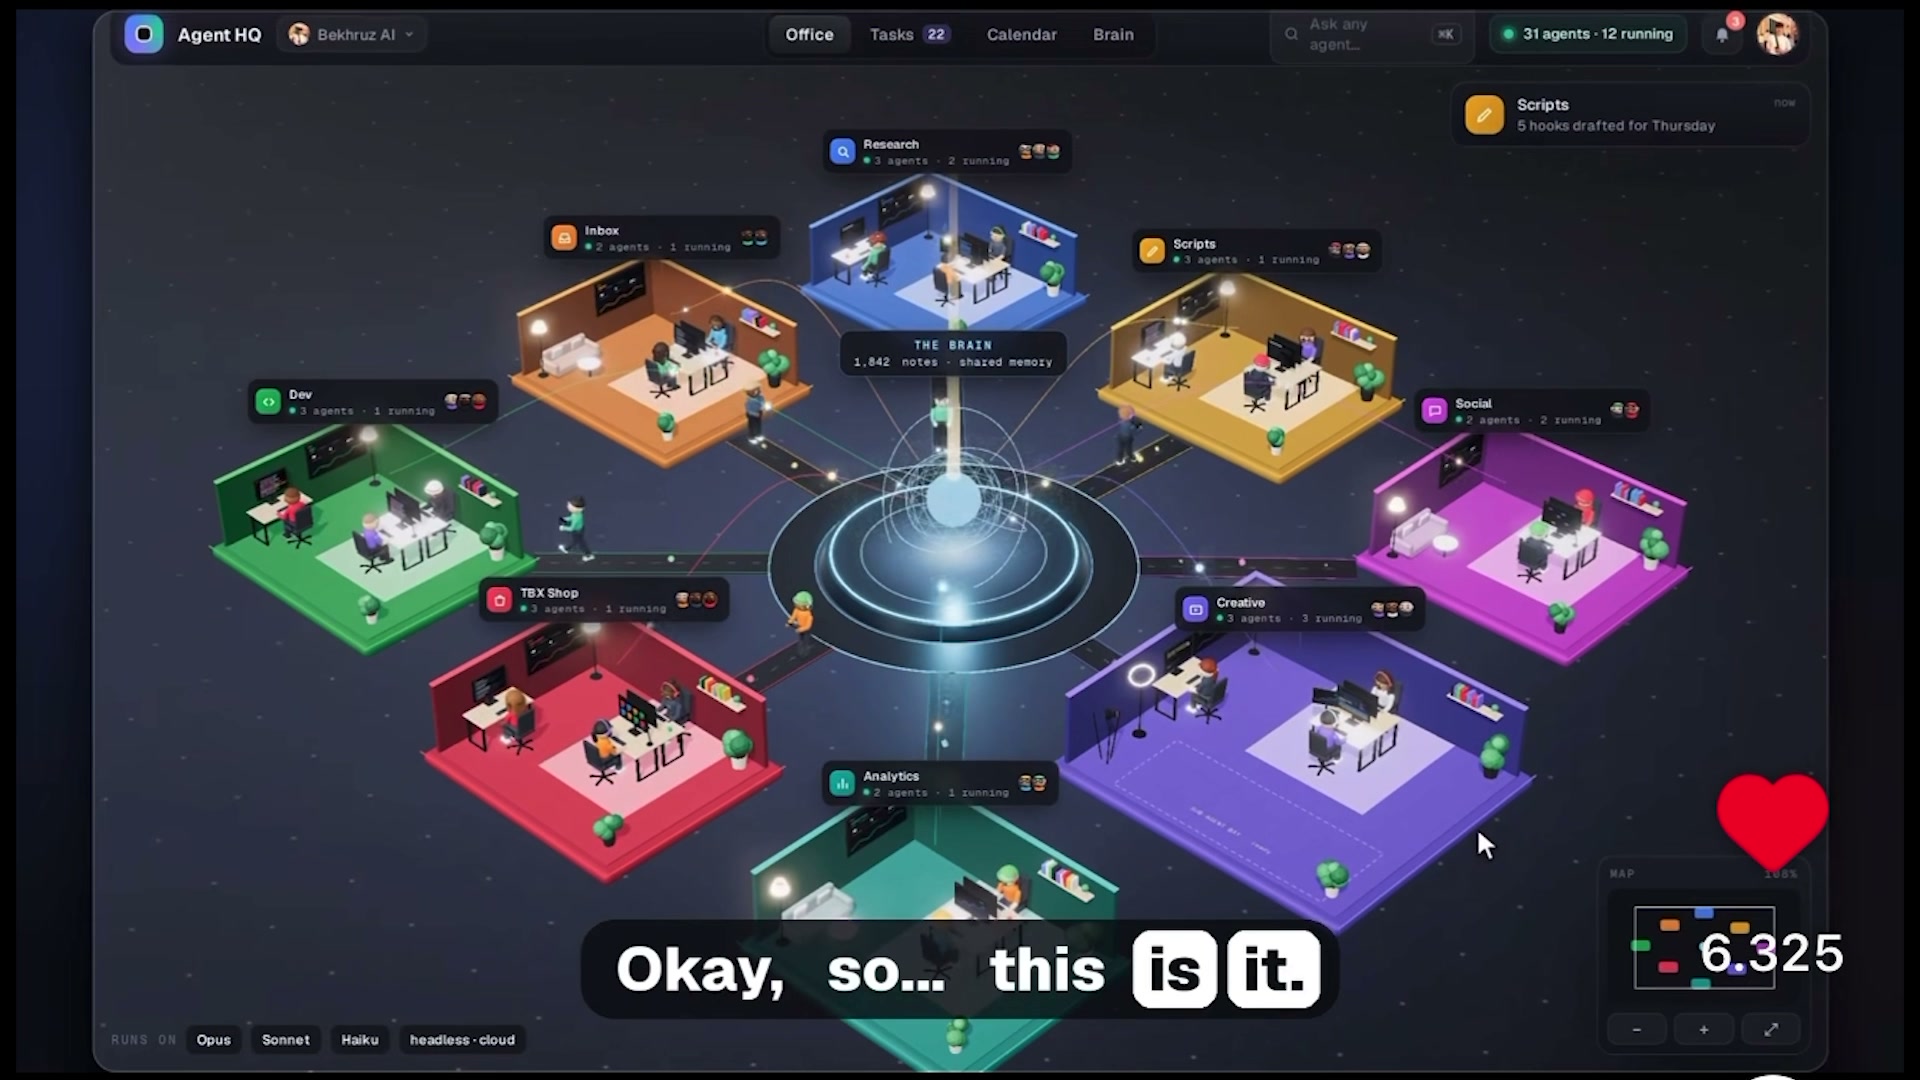 Agent HQ
Bekhruz AI
Office
Tasks 22
Calendar
Brain
Ask any agent...
⌘K
31 agents · 12 running
3
Scripts
now
5 hooks drafted for Thursday
Research
3 agents · 2 running
Inbox
2 agents · 1 running
Scripts
3 agents · 1 running
THE BRAIN
1,842 notes · shared memory
Dev
3 agents · 1 running
Social
2 agents · 2 running
TBX Shop
3 agents · 1 running
Creative
3 agents · 3 running
Analytics
2 agents · 1 running
MAP
108%
6.325
Okay, so... this is it.
RUNS ON
Opus
Sonnet
Haiku
headless · cloud